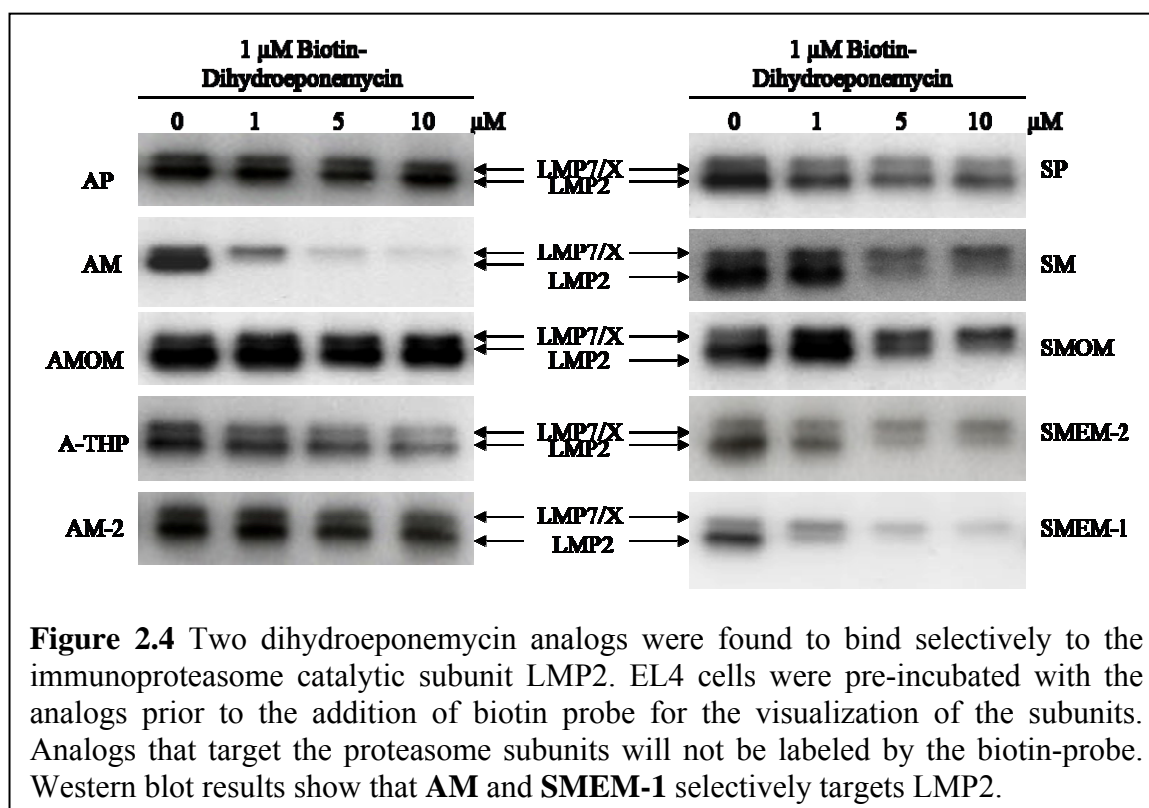 1 µM Biotin-
Dihydroeponemycin
0 1 5 10 µM
AP
AM
AMOM
A-THP
AM-2
LMP7/X
LMP2
LMP7/X
LMP2
LMP7/X
LMP2
LMP7/X
LMP2
LMP7/X
LMP2
1 µM Biotin-
Dihydroeponemycin
0 1 5 10 µM
SP
SM
SMOM
SMEM-2
SMEM-1
Figure 2.4 Two dihydroeponemycin analogs were found to bind selectively to the
immunoproteasome catalytic subunit LMP2. EL4 cells were pre-incubated with the
analogs prior to the addition of biotin probe for the visualization of the subunits.
Analogs that target the proteasome subunits will not be labeled by the biotin-probe.
Western blot results show that AM and SMEM-1 selectively targets LMP2.